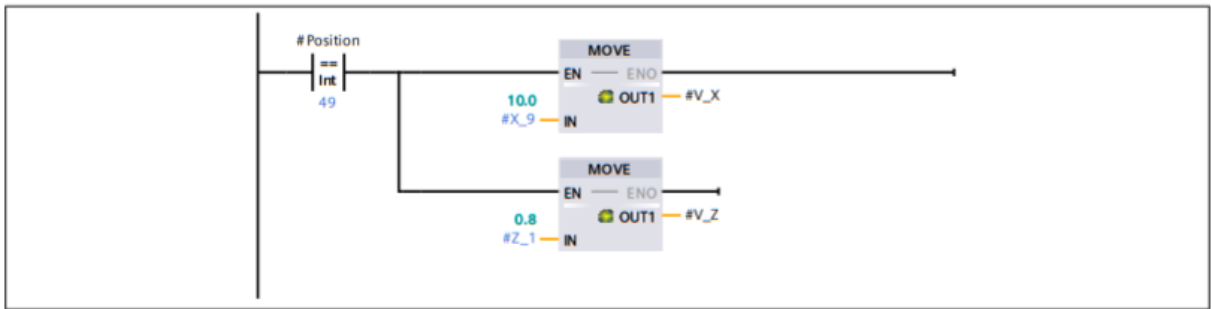 #Position
==
Int
49
MOVE
EN ENO
10.0
OUT1 #V_X
#X_9 IN
MOVE
EN ENO
0.8
OUT1 #V_Z
#Z_1 IN